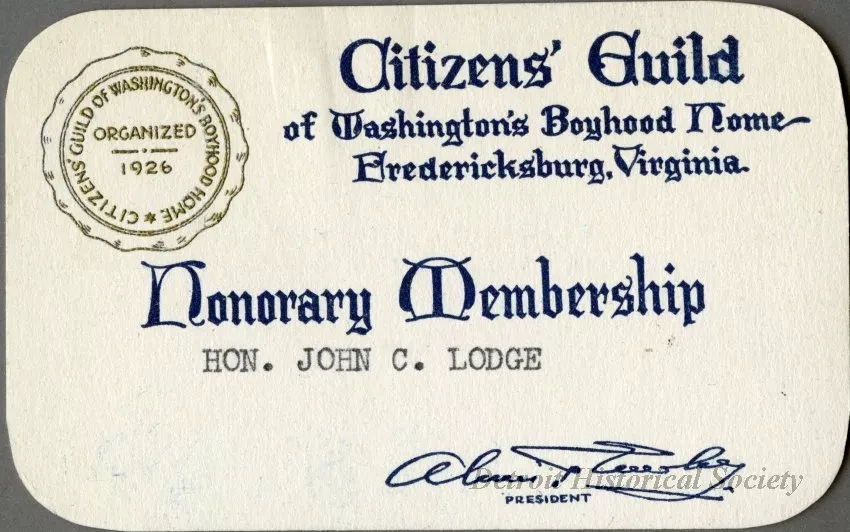 CITIZENS' GUILD OF WASHINGTON'S BOYHOOD HOME ★
ORGANIZED
1926
Citizens' Guild
of Washington's Boyhood Home
Fredericksburg, Virginia.
Honorary Membership
HON. JOHN C. LODGE
PRESIDENT
Detroit Historical Society